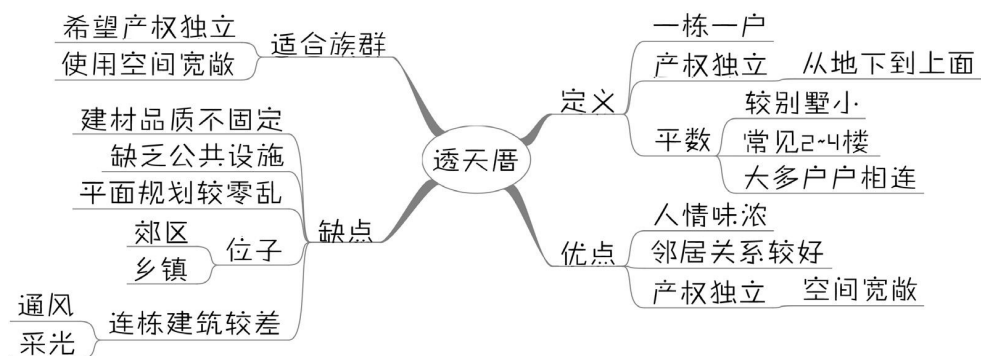 透天厝
适合族群
希望产权独立
使用空间宽敞
缺点
建材品质不固定
缺乏公共设施
平面规划较零乱
位子
郊区
乡镇
连栋建筑较差
通风
采光
定义
一栋一户
产权独立
从地下到上面
平数
较别墅小
常见2~4楼
大多户户相连
优点
人情味浓
邻居关系较好
产权独立
空间宽敞